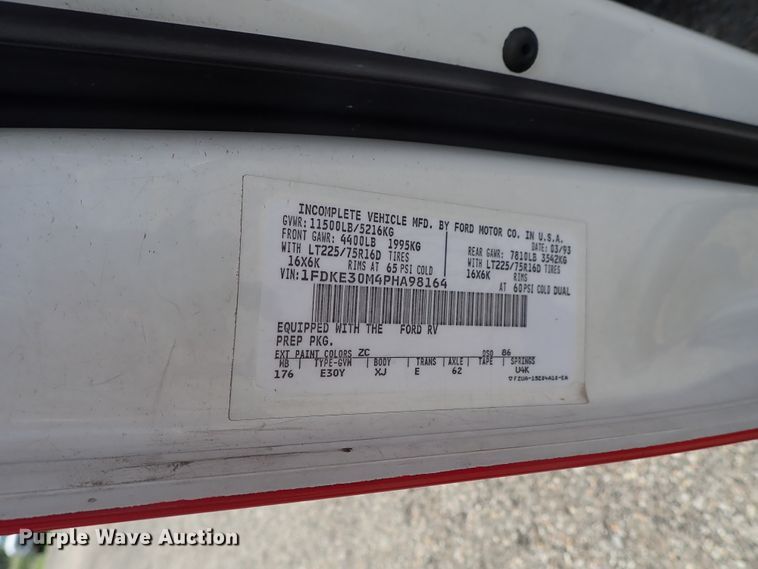 INCOMPLETE VEHICLE MFD. BY FORD MOTOR CO. IN U.S.A.
GVWR: 11500LB/5216KG DATE: 03/93
FRONT GAWR: 4400LB 1995KG REAR GAWR: 7810LB 3542KG
WITH LT225/75R16D TIRES WITH LT225/75R16D TIRES
16X6K RIMS AT 65 PSI COLD 16X6K RIMS
AT 60 PSI COLD DUAL
VIN: 1FDKE30M4PHA98164
EQUIPPED WITH THE FORD RV
PREP PKG.
EXT PAINT COLORS ZC DSO 86
WB TYPE-GVM BODY TRANS AXLE TAPE SPRINGS
176 E30Y XJ E 62 U4K
Purple Wave Auction